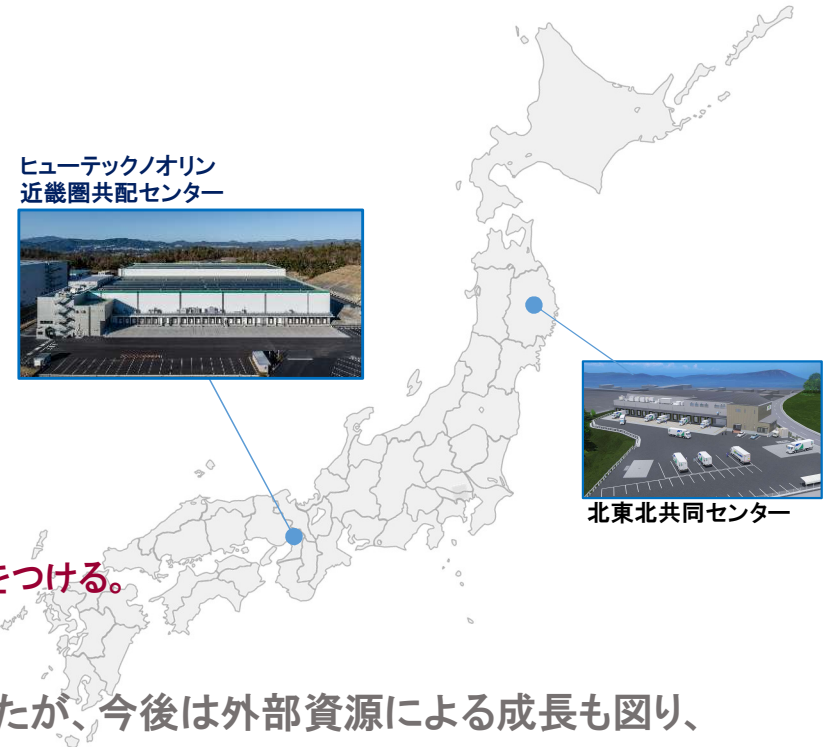 ヒューテックノオリン
近畿圏共配センター
北東北共同センター
をつける。
たが、今後は外部資源による成長も図り、